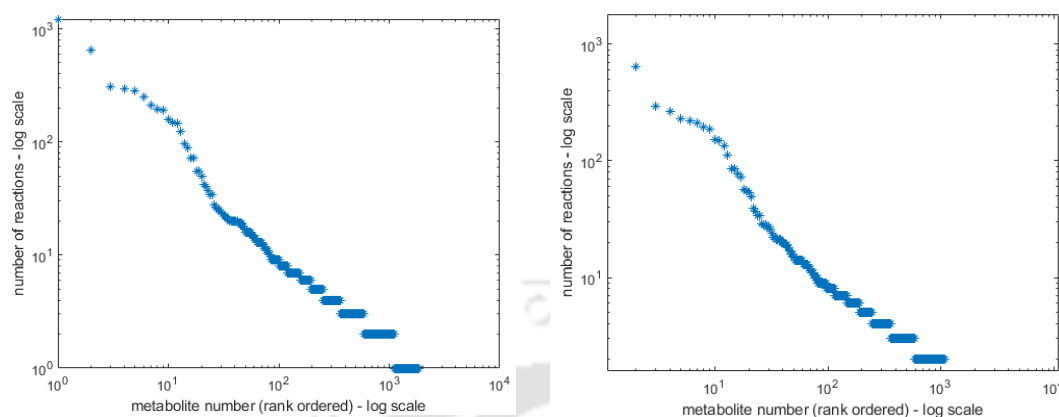 10^3
10^2
10^1
10^0
number of reactions - log scale
10^0 10^1 10^2 10^3 10^4
metabolite number (rank ordered) - log scale
10^3
10^2
10^1
number of reactions - log scale
10^1 10^2 10^3
metabolite number (rank ordered) - log scale